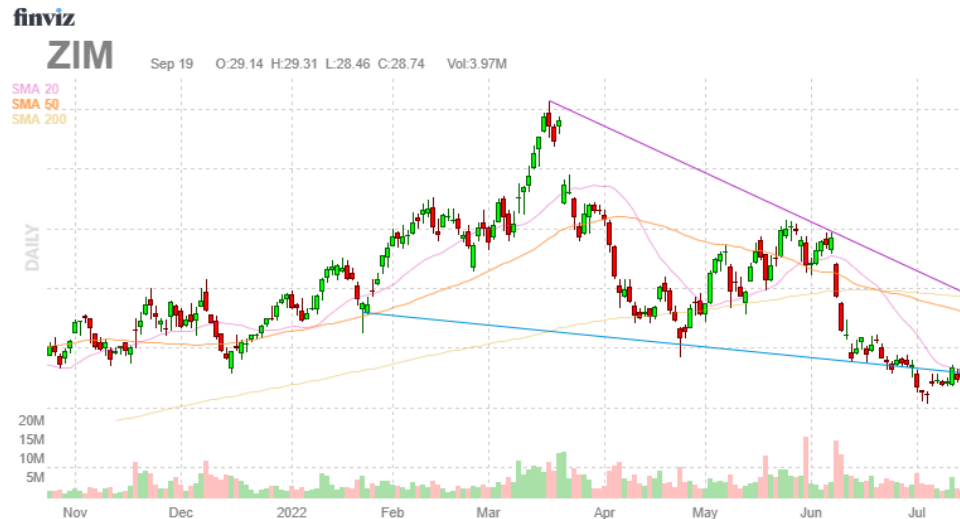 finviz
ZIM Sep 19 O:29.14 H:29.31 L:28.46 C:28.74 Vol:3.97M
SMA 20
SMA 50
SMA 200
DAILY
20M
15M
10M
5M
Nov Dec 2022 Feb Mar Apr May Jun Jul